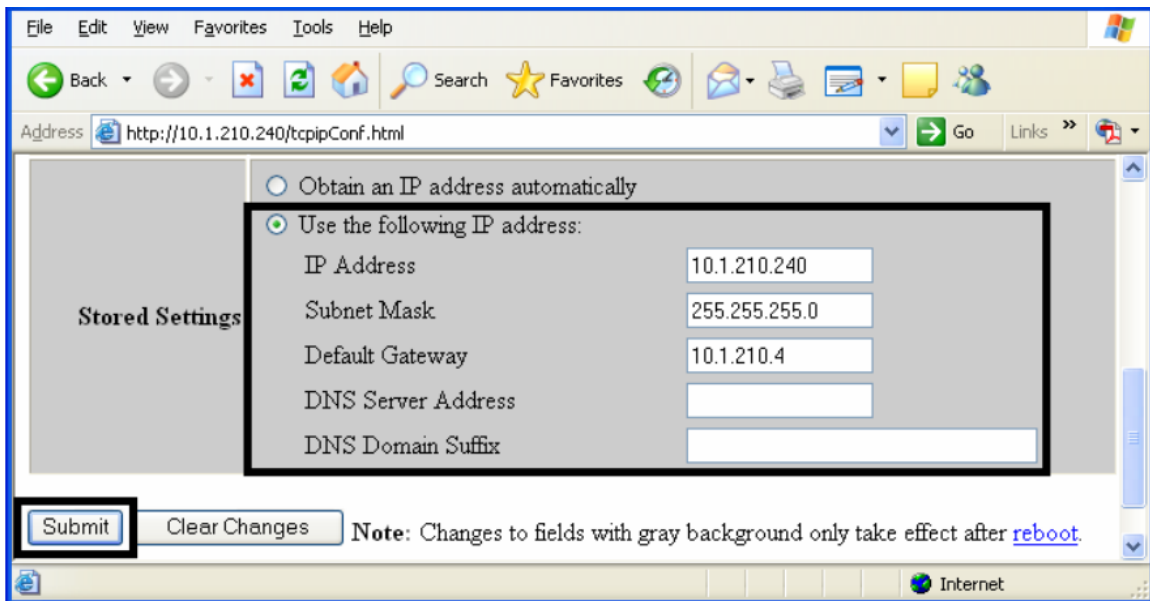 File Edit View Favorites Tools Help
Back Search Favorites
Address http://10.1.210.240/tcpipConf.html Go Links »
Obtain an IP address automatically
Use the following IP address:
IP Address 10.1.210.240
Stored Settings
Subnet Mask 255.255.255.0
Default Gateway 10.1.210.4
DNS Server Address
DNS Domain Suffix
Submit Clear Changes Note: Changes to fields with gray background only take effect after reboot.
Internet